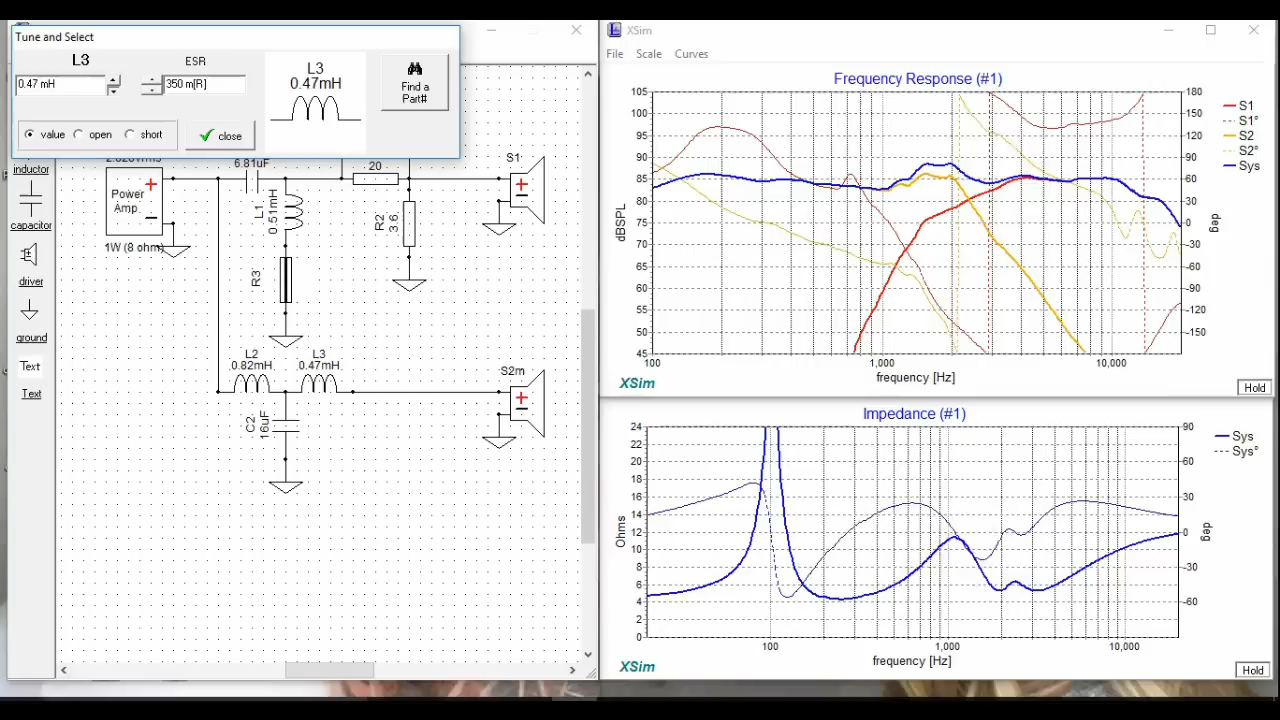 Tune and Select
L3
ESR
0.47 mH
350 m[R]
L3
0.47mH
Find a
Part#
value
open
short
close
inductor
capacitor
driver
ground
Text
Text
Power
Amp
1W (8 ohm)
6.81uF
L1
0.51mH
R3
20
R2
3.6
S1
L2
0.82mH
L3
0.47mH
C2
16uF
S2m
XSim
File Scale Curves
Frequency Response (#1)
105
100
95
90
85
80
75
70
65
60
55
50
45
dBSPL
180
150
120
90
60
30
0
-30
-60
-90
-120
-150
deg
100
1,000
10,000
frequency [Hz]
S1
S1°
S2
S2°
Sys
XSim
Hold
Impedance (#1)
24
22
20
18
16
14
12
10
8
6
4
2
0
Ohms
90
60
30
0
-30
-60
deg
100
1,000
10,000
frequency [Hz]
Sys
Sys°
XSim
Hold